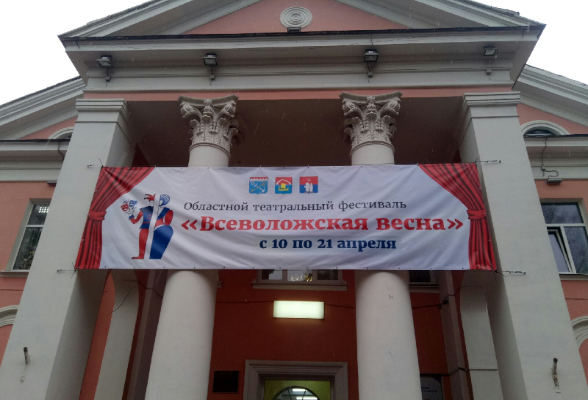 Областной театральный фестиваль
«Всеволожская весна»
с 10 по 21 апреля